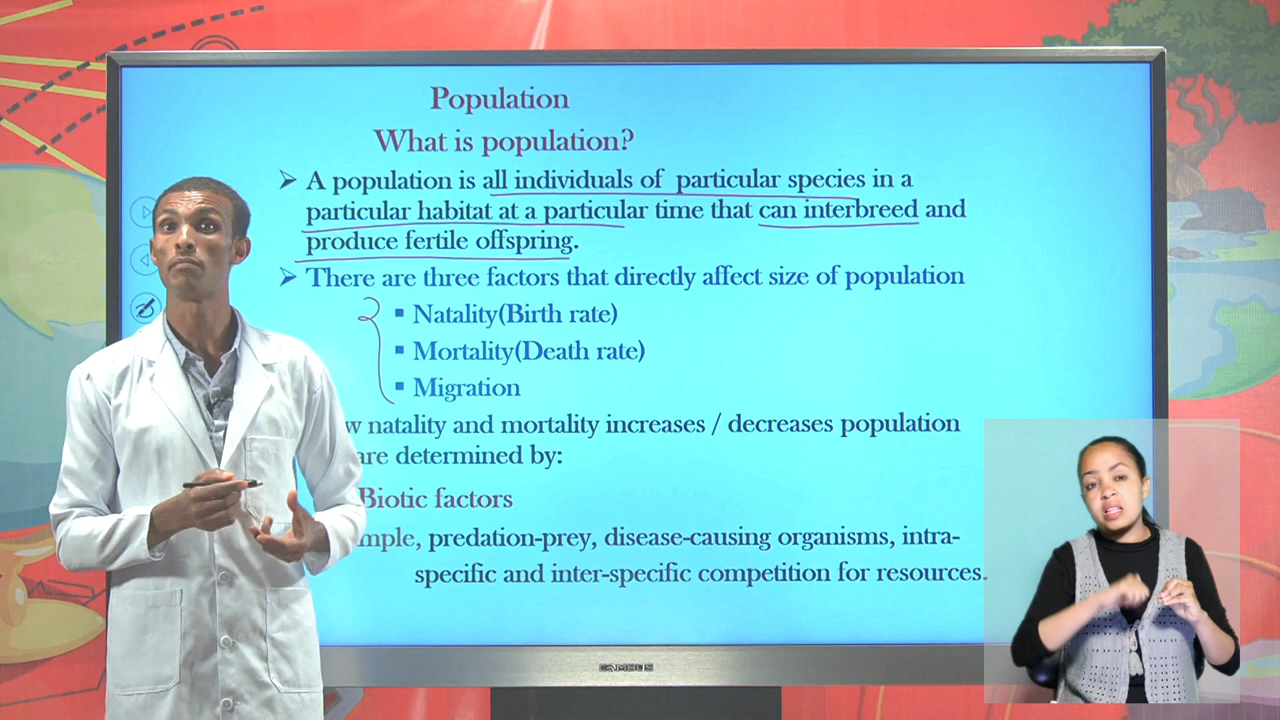 Population
What is population?
➢ A population is all individuals of particular species in a
particular habitat at a particular time that can interbreed and
produce fertile offspring.
➢ There are three factors that directly affect size of population
▪ Natality(Birth rate)
▪ Mortality(Death rate)
▪ Migration
natality and mortality increases / decreases population
are determined by:
Biotic factors
predation-prey, disease-causing organisms, intra-
specific and inter-specific competition for resources.